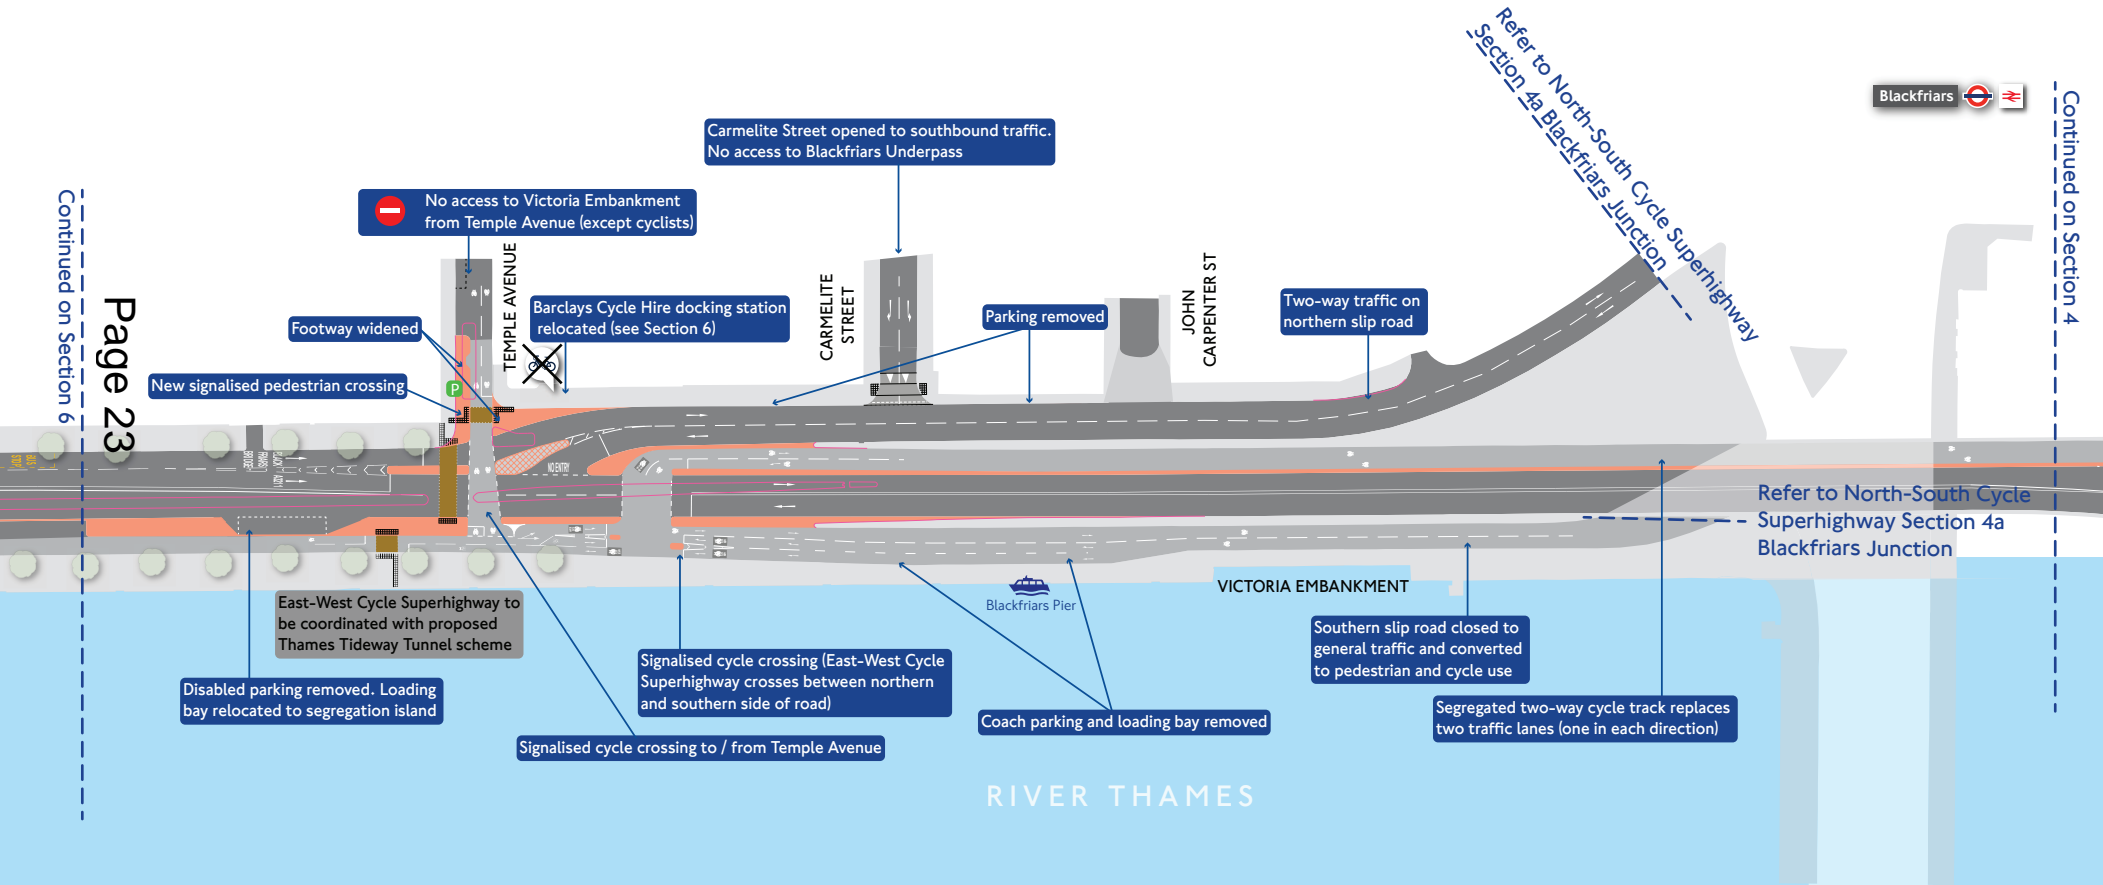 Refer to North-South Cycle Superhighway
Section 4a Blackfriars Junction
Blackfriars
Continued on Section 4
Carmelite Street opened to southbound traffic.
No access to Blackfriars Underpass
No access to Victoria Embankment
from Temple Avenue (except cyclists)
Continued on Section 6
Page 23
TEMPLE AVENUE
Barclays Cycle Hire docking station
relocated (see Section 6)
CARMELITE
STREET
Parking removed
JOHN
CARPENTER ST
Two-way traffic on
northern slip road
Footway widened
New signalised pedestrian crossing
P
BUS
STOP
NO ENTRY
Refer to North-South Cycle
Superhighway Section 4a
Blackfriars Junction
VICTORIA EMBANKMENT
Blackfriars Pier
East-West Cycle Superhighway to
be coordinated with proposed
Thames Tideway Tunnel scheme
Southern slip road closed to
general traffic and converted
to pedestrian and cycle use
Signalised cycle crossing (East-West Cycle
Superhighway crosses between northern
and southern side of road)
Disabled parking removed. Loading
bay relocated to segregation island
Coach parking and loading bay removed
Segregated two-way cycle track replaces
two traffic lanes (one in each direction)
Signalised cycle crossing to / from Temple Avenue
RIVER THAMES